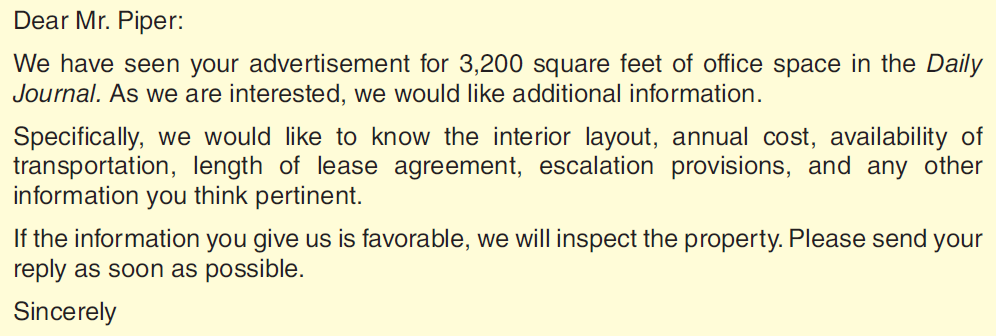 Dear Mr. Piper:
We have seen your advertisement for 3,200 square feet of office space in the Daily
Journal. As we are interested, we would like additional information.
Specifically, we would like to know the interior layout, annual cost, availability of
transportation, length of lease agreement, escalation provisions, and any other
information you think pertinent.
If the information you give us is favorable, we will inspect the property. Please send your
reply as soon as possible.
Sincerely